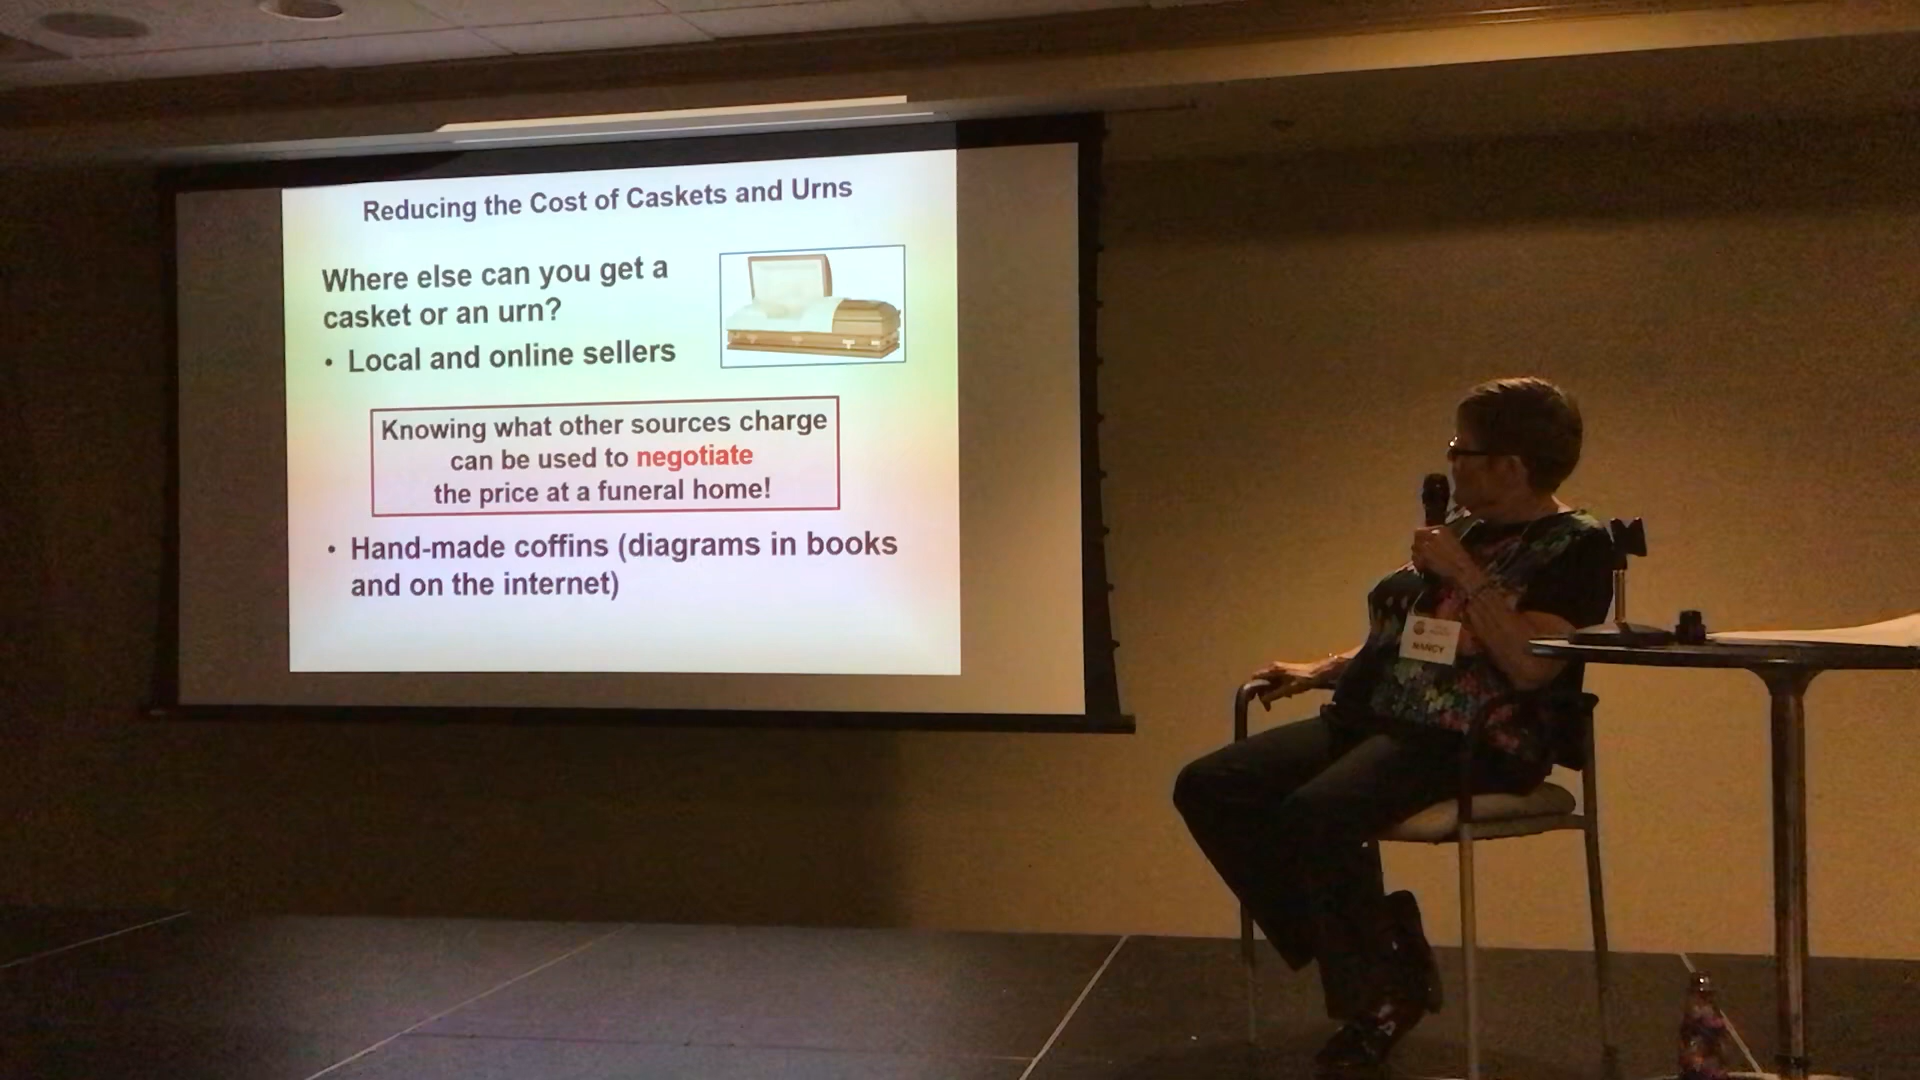 Reducing the Cost of Caskets and Urns
Where else can you get a
casket or an urn?
• Local and online sellers
Knowing what other sources charge
can be used to negotiate
the price at a funeral home!
• Hand-made coffins (diagrams in books
and on the internet)
NANCY